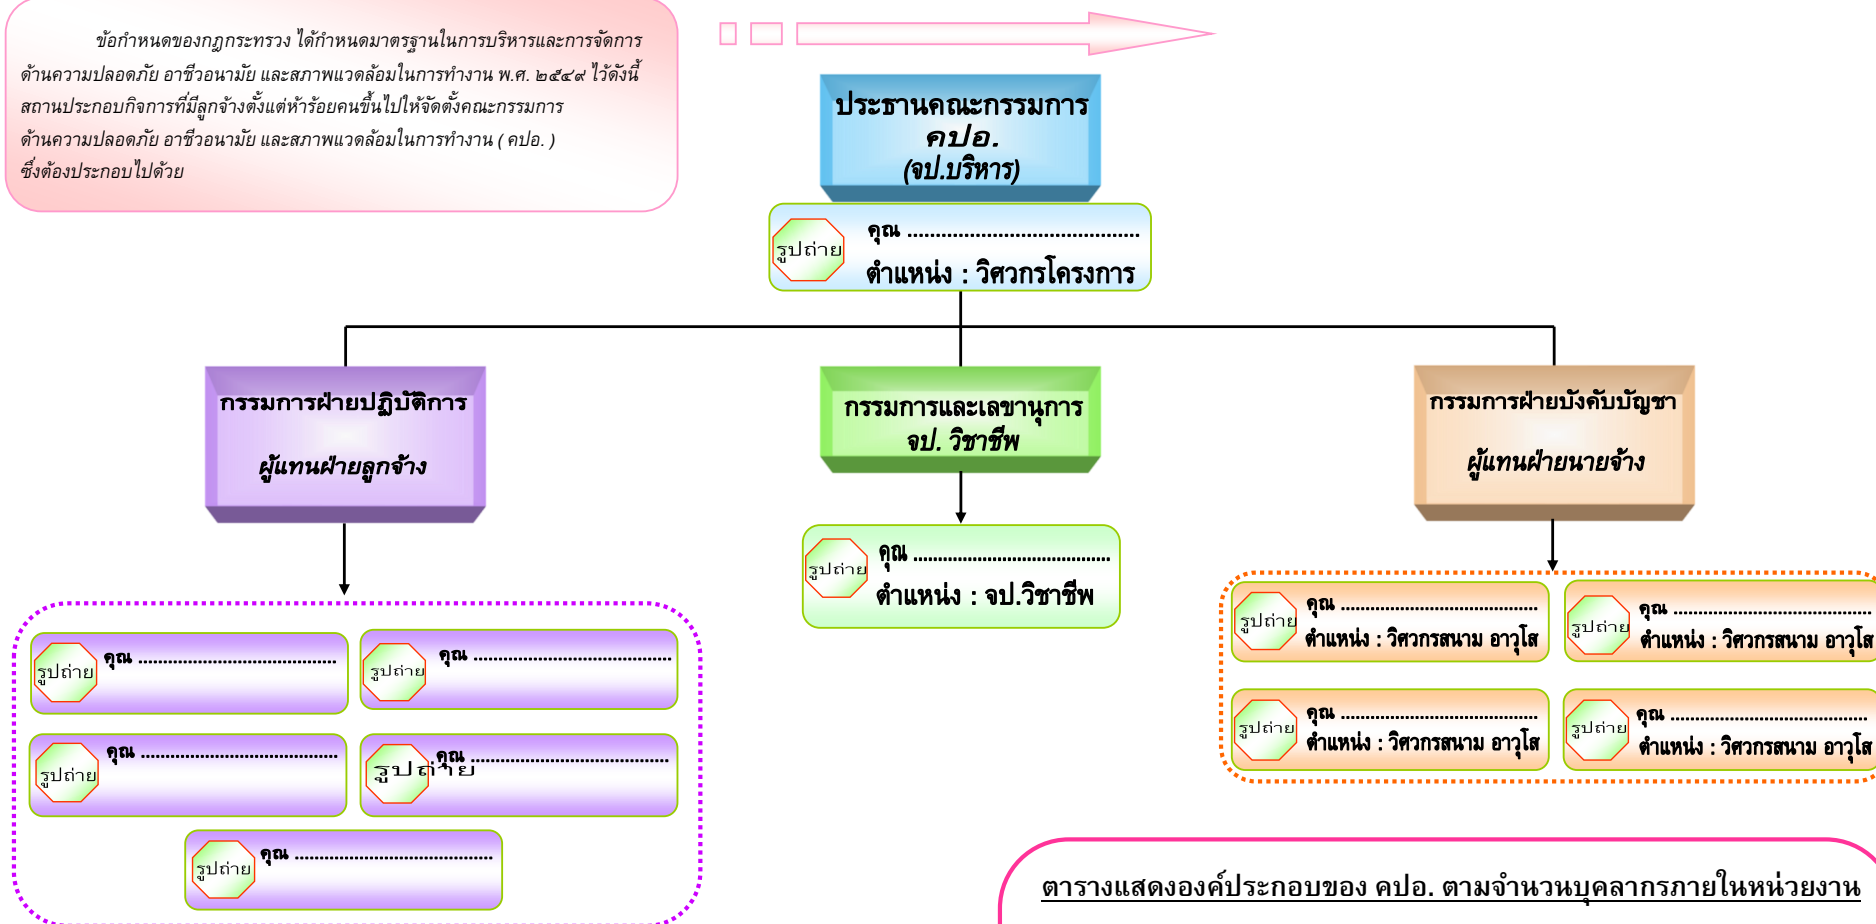 ข้อกำหนดของกฎกระทรวง ได้กำหนดมาตรฐานในการบริหารและการจัดการ
ด้านความปลอดภัย อาชีวอนามัย และสภาพแวดล้อมในการทำงาน พ.ศ. ๒๕๔๙ ไว้ดังนี้
สถานประกอบกิจการที่มีลูกจ้างตั้งแต่ห้าร้อยคนขึ้นไปให้จัดตั้งคณะกรรมการ
ด้านความปลอดภัย อาชีวอนามัย และสภาพแวดล้อมในการทำงาน ( คปอ. )
ซึ่งต้องประกอบไปด้วย
ประธานคณะกรรมการ
คปอ.
(จป.บริหาร)
รูปถ่าย
คุณ .........................................
ตำแหน่ง : วิศวกรโครงการ
กรรมการฝ่ายปฏิบัติการ
ผู้แทนฝ่ายลูกจ้าง
กรรมการและเลขานุการ
จป. วิชาชีพ
กรรมการฝ่ายบังคับบัญชา
ผู้แทนฝ่ายนายจ้าง
รูปถ่าย
คุณ .........................................
ตำแหน่ง : จป.วิชาชีพ
รูปถ่าย
คุณ .........................................
ตำแหน่ง : วิศวกรสนาม อาวุโส
รูปถ่าย
คุณ .........................................
ตำแหน่ง : วิศวกรสนาม อาวุโส
รูปถ่าย
คุณ .........................................
ตำแหน่ง : วิศวกรสนาม อาวุโส
รูปถ่าย
คุณ .........................................
ตำแหน่ง : วิศวกรสนาม อาวุโส
รูปถ่าย
คุณ .........................................
รูปถ่าย
คุณ .........................................
รูปถ่าย
คุณ .........................................
รูปถ่าย
คุณ .........................................
รูปถ่าย
คุณ .........................................
ตารางแสดงองค์ประกอบของ คปอ. ตามจำนวนบุคลากรภายในหน่วยงาน